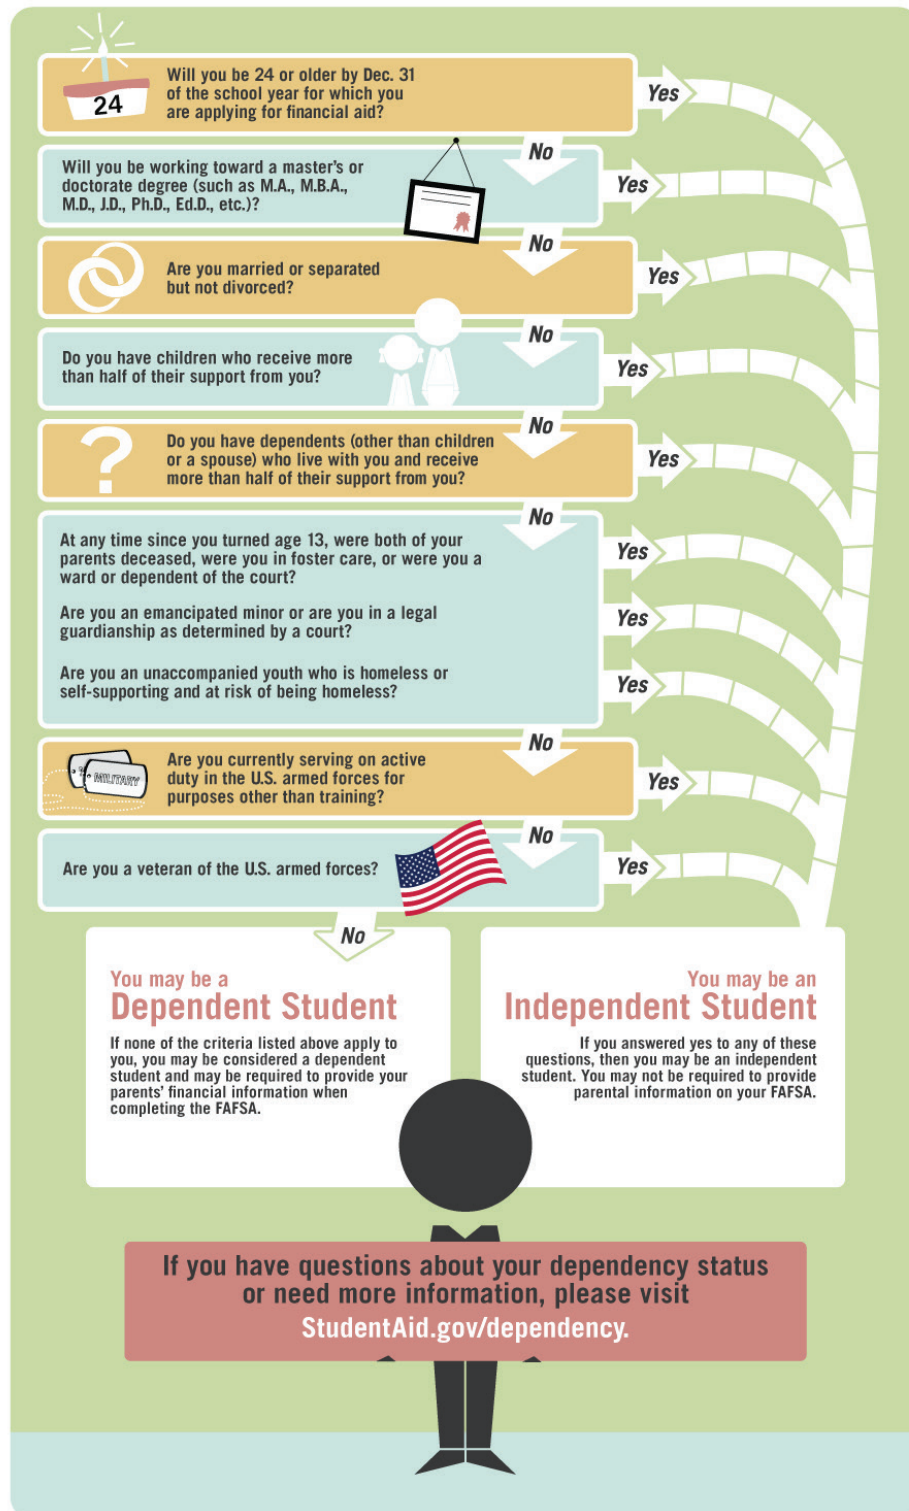 24
Will you be 24 or older by Dec. 31
of the school year for which you
are applying for financial aid?
Yes
No
Will you be working toward a master's or
doctorate degree (such as M.A., M.B.A.,
M.D., J.D., Ph.D., Ed.D., etc.)?
Yes
No
Are you married or separated
but not divorced?
Yes
No
Do you have children who receive more
than half of their support from you?
Yes
No
?
Do you have dependents (other than children
or a spouse) who live with you and receive
more than half of their support from you?
Yes
No
At any time since you turned age 13, were both of your
parents deceased, were you in foster care, or were you a
ward or dependent of the court?
Yes
Are you an emancipated minor or are you in a legal
guardianship as determined by a court?
Yes
Are you an unaccompanied youth who is homeless or
self-supporting and at risk of being homeless?
Yes
No
MILITARY
Are you currently serving on active
duty in the U.S. armed forces for
purposes other than training?
Yes
No
Are you a veteran of the U.S. armed forces?
Yes
No
You may be a
Dependent Student
If none of the criteria listed above apply to
you, you may be considered a dependent
student and may be required to provide your
parents' financial information when
completing the FAFSA.
You may be an
Independent Student
If you answered yes to any of these
questions, then you may be an independent
student. You may not be required to provide
parental information on your FAFSA.
If you have questions about your dependency status
or need more information, please visit
StudentAid.gov/dependency.